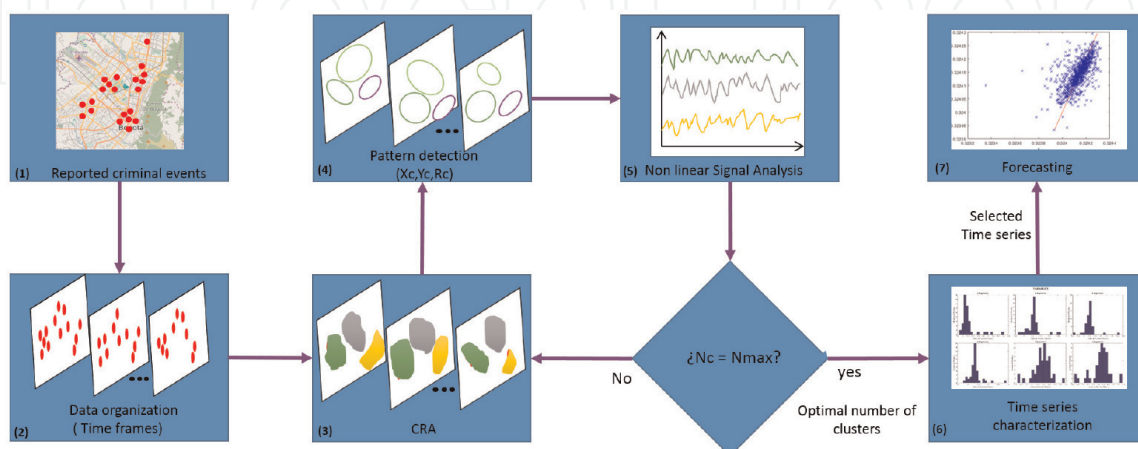 Bogota
(1) Reported criminal events
Data organization
(2) ( Time frames)
(3) CRA
Pattern detection
(4) (Xc,Yc,Rc)
(5) Non linear Signal Analysis
¿Nc = Nmax?
No
yes
Optimal number of
clusters
Time series
(6) characterization
Selected
Time series
(7) Forecasting